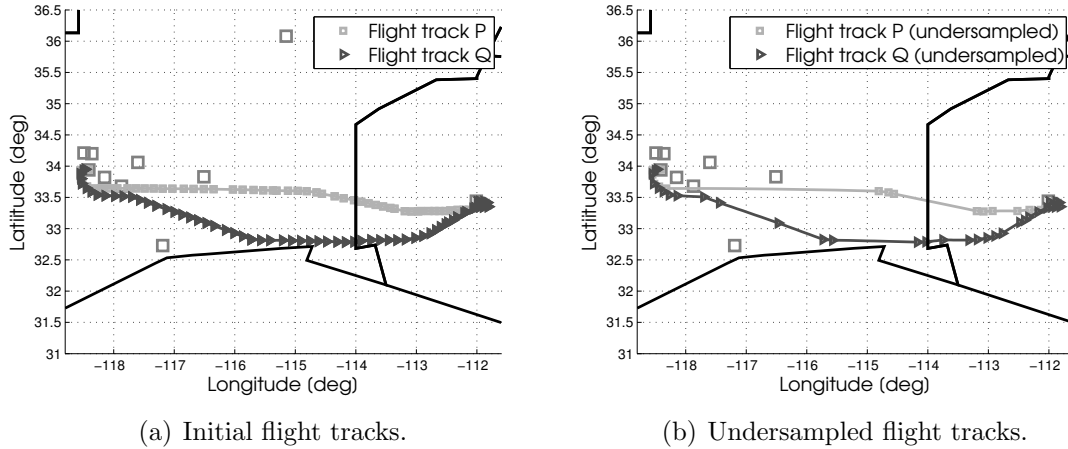 36.5
36
35.5
35
34.5
34
33.5
33
32.5
32
31.5
31
Latitude (deg)
−118 −117 −116 −115 −114 −113 −112
Longitude (deg)
Flight track P
Flight track Q
(a) Initial flight tracks.
36.5
36
35.5
35
34.5
34
33.5
33
32.5
32
31.5
31
Latitude (deg)
−118 −117 −116 −115 −114 −113 −112
Longitude (deg)
Flight track P (undersampled)
Flight track Q (undersampled)
(b) Undersampled flight tracks.